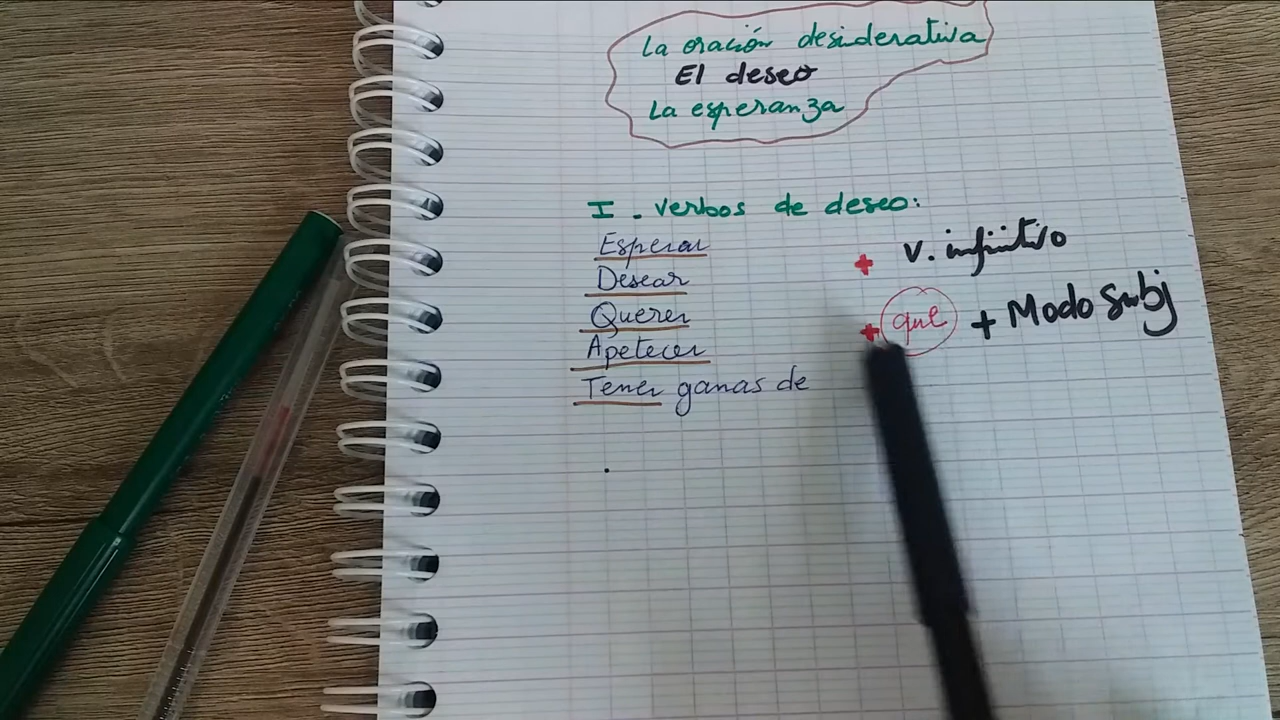 La oración desiderativa
El deseo
La esperanza
I. Verbos de deseo:
Esperar
+ V. infinitivo
Desear
Querer
+ que + Modo Subj
Apetecer
Tener ganas de